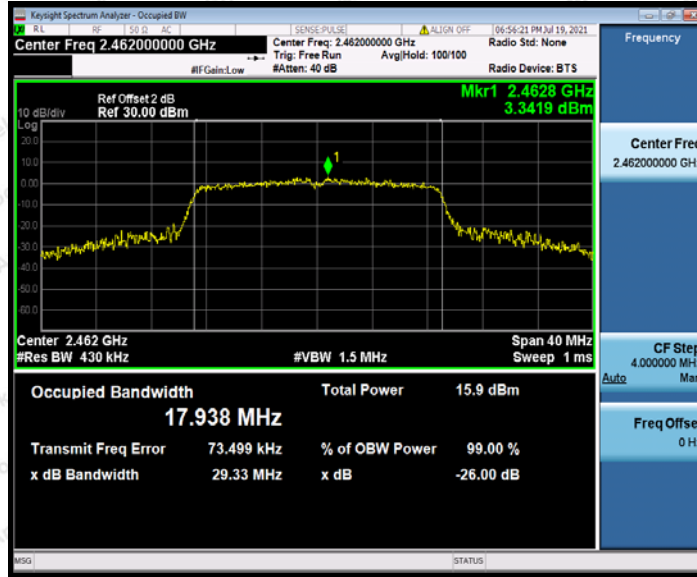 Keysight Spectrum Analyzer - Occupied BW
RL RF 50 Ω AC SENSE:PULSE ALIGN OFF 06:56:21 PM Jul 19, 2021
Center Freq 2.462000000 GHz
Center Freq: 2.462000000 GHz Radio Std: None
Trig: Free Run Avg|Hold: 100/100
#IFGain:Low #Atten: 40 dB Radio Device: BTS
Ref Offset 2 dB
10 dB/div Ref 30.00 dBm
Mkr1 2.4628 GHz
3.3419 dBm
Log
20.0
10.0
0.00
-10.0
-20.0
-30.0
-40.0
-50.0
-60.0
1
Center 2.462 GHz Span 40 MHz
#Res BW 430 kHz #VBW 1.5 MHz Sweep 1 ms
Occupied Bandwidth Total Power 15.9 dBm
17.938 MHz
Transmit Freq Error 73.499 kHz % of OBW Power 99.00 %
x dB Bandwidth 29.33 MHz x dB -26.00 dB
MSG STATUS
Frequency
Center Fre
2.462000000 GH
CF Step
4.000000 MH
Auto Man
Freq Offse
0 H